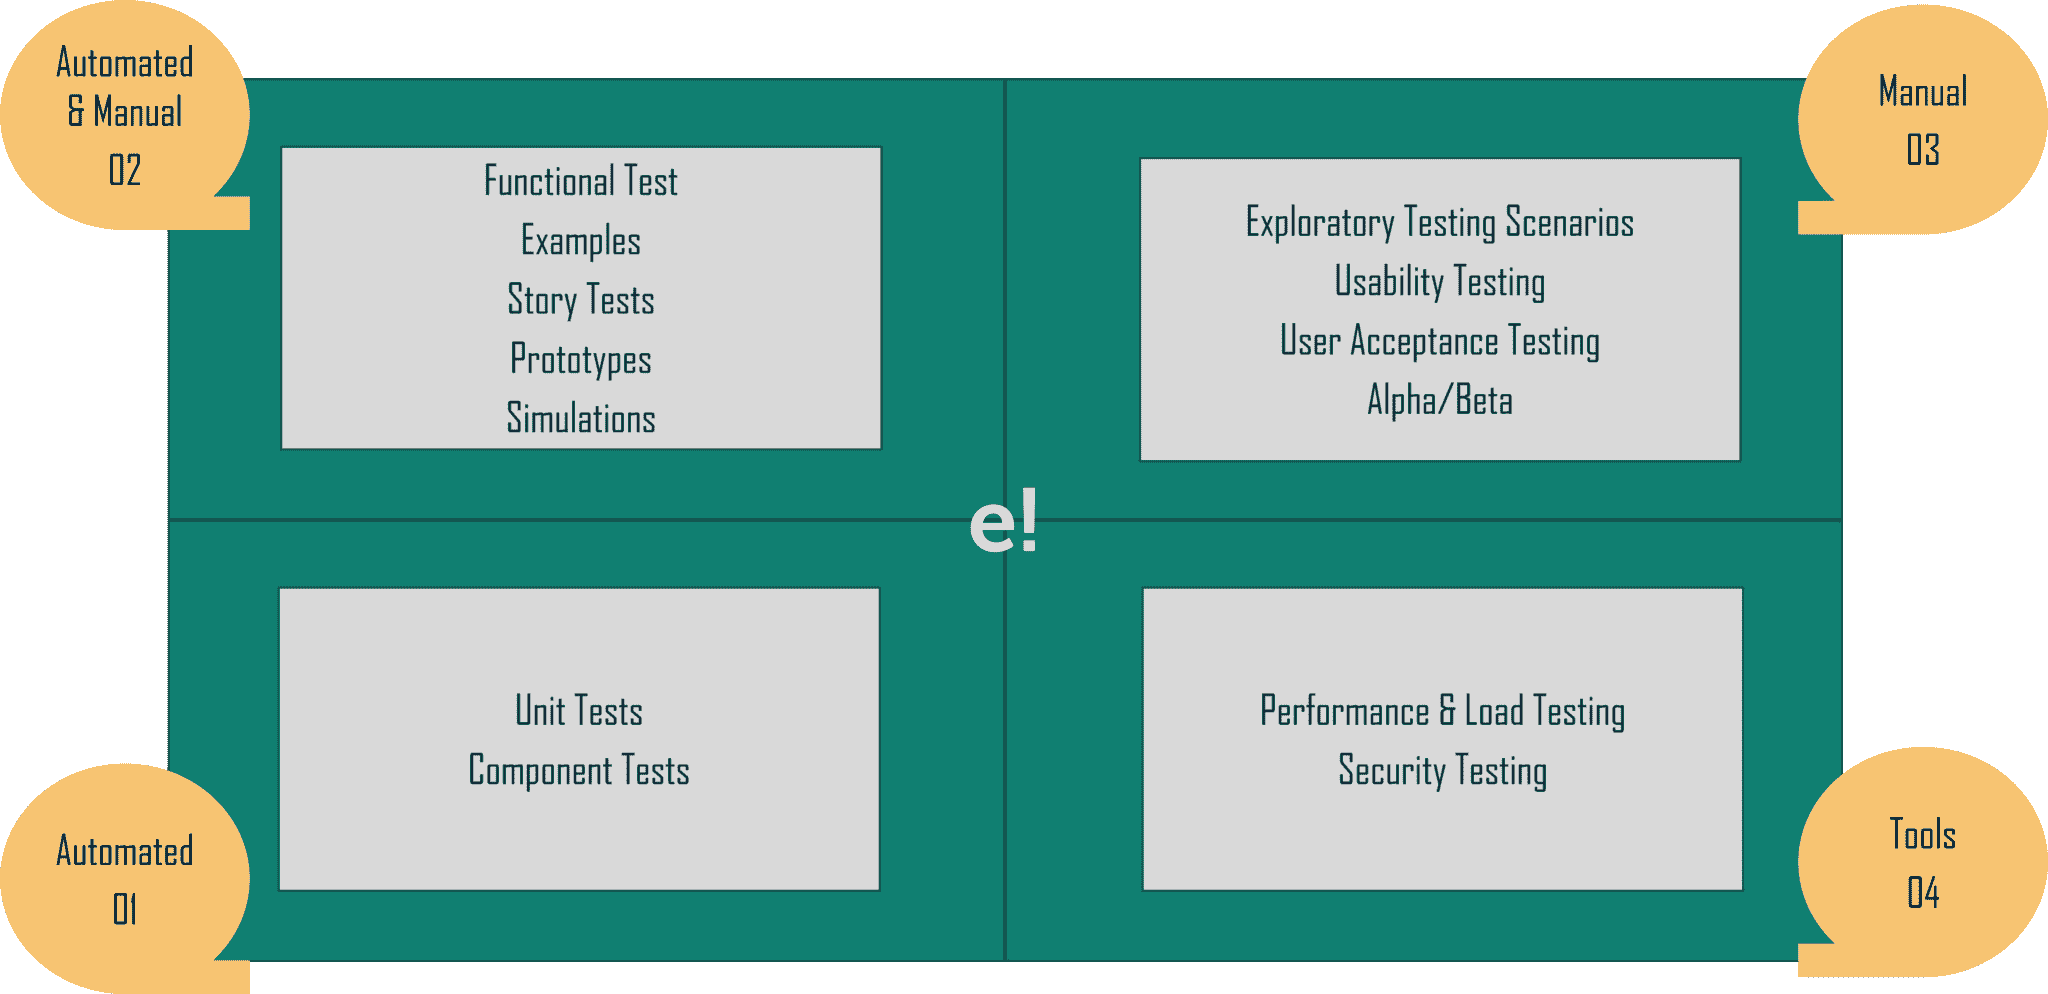 Automated
& Manual
02
Functional Test
Examples
Story Tests
Prototypes
Simulations
Manual
03
Exploratory Testing Scenarios
Usability Testing
User Acceptance Testing
Alpha/Beta
e!
Automated
01
Unit Tests
Component Tests
Tools
04
Performance & Load Testing
Security Testing